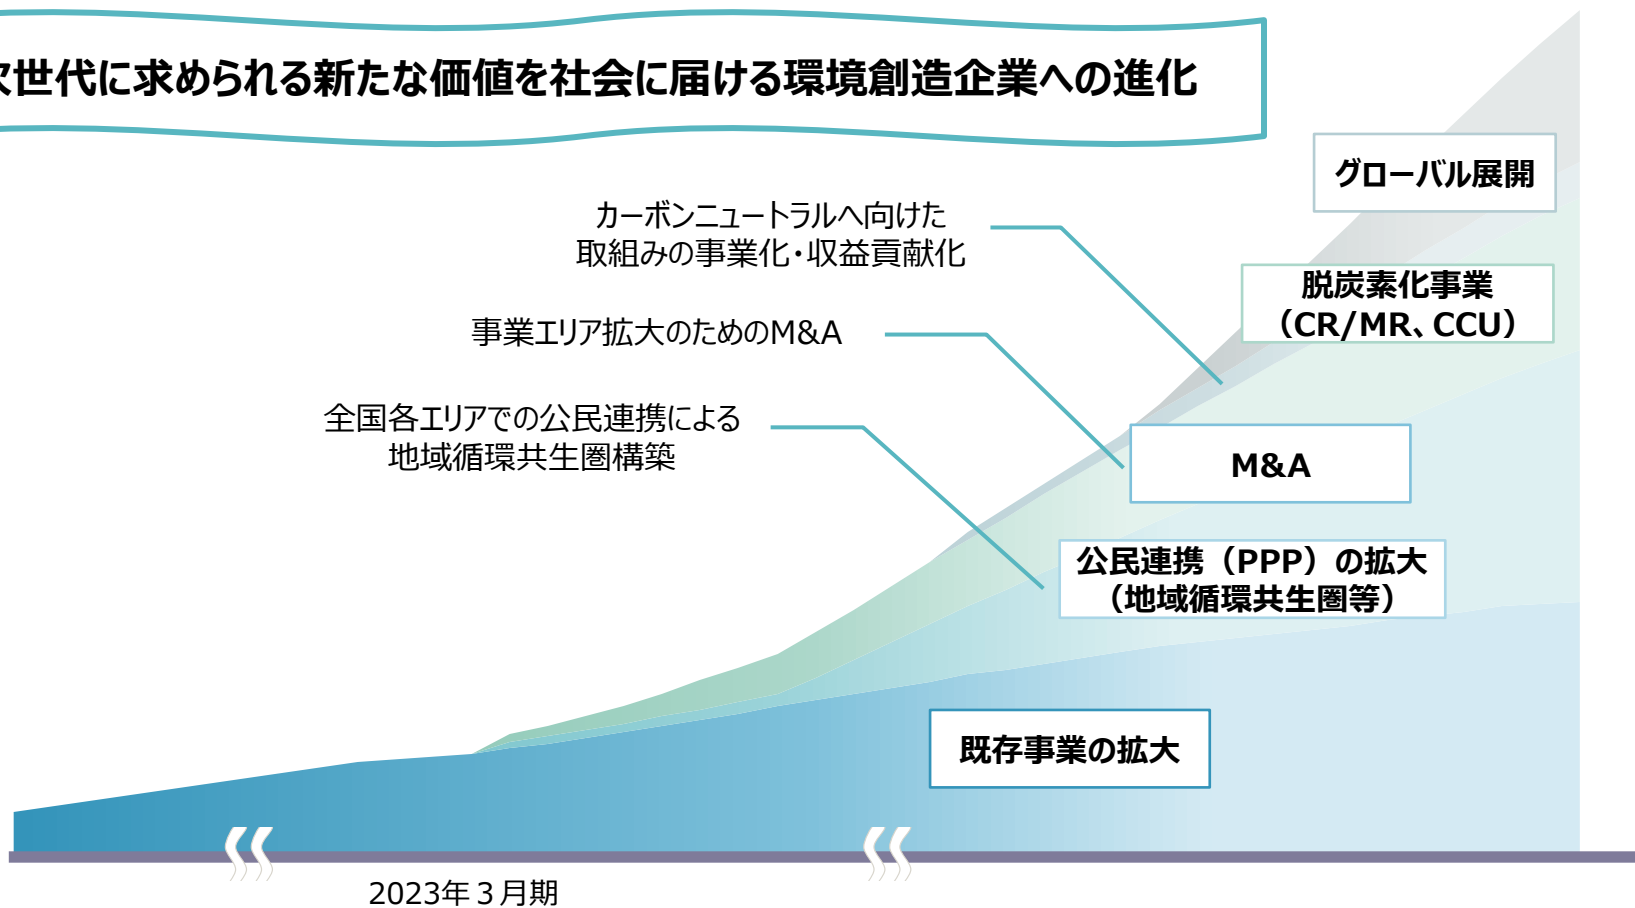 次世代に求められる新たな価値を社会に届ける環境創造企業への進化
グローバル展開
カーボンニュートラルへ向けた
取組みの事業化・収益貢献化
脱炭素化事業
（CR/MR、CCU）
事業エリア拡大のためのM&A
全国各エリアでの公民連携による
地域循環共生圏構築
M&A
公民連携（PPP）の拡大
（地域循環共生圏等）
既存事業の拡大
2023年３月期